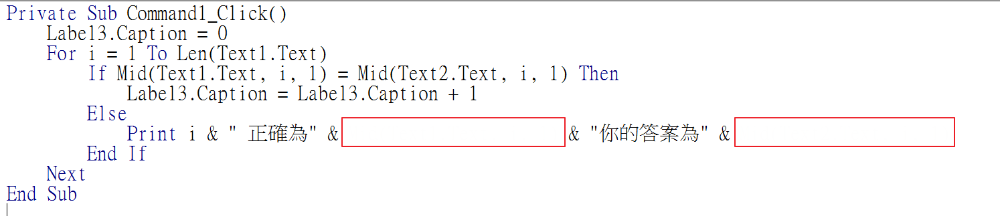 Private Sub Command1_Click()
Label3.Caption = 0
For i = 1 To Len(Text1.Text)
If Mid(Text1.Text, i, 1) = Mid(Text2.Text, i, 1) Then
Label3.Caption = Label3.Caption + 1
Else
Print i & " 正確為" & & "你的答案為" &
End If
Next
End Sub